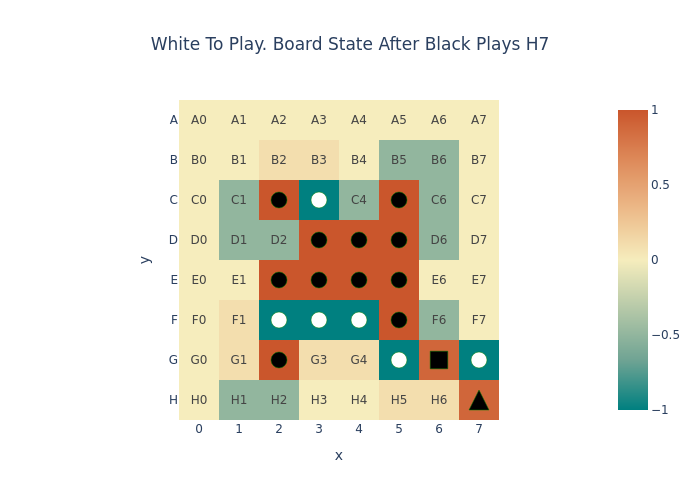 White To Play. Board State After Black Plays H7
A A0 A1 A2 A3 A4 A5 A6 A7
B B0 B1 B2 B3 B4 B5 B6 B7
C C0 C1 C4 C6 C7
D D0 D1 D2 D6 D7
E E0 E1 E6 E7
F F0 F1 F6 F7
G G0 G1 G3 G4
H H0 H1 H2 H3 H4 H5 H6
0 1 2 3 4 5 6 7
x
y
1
0.5
0
−0.5
−1